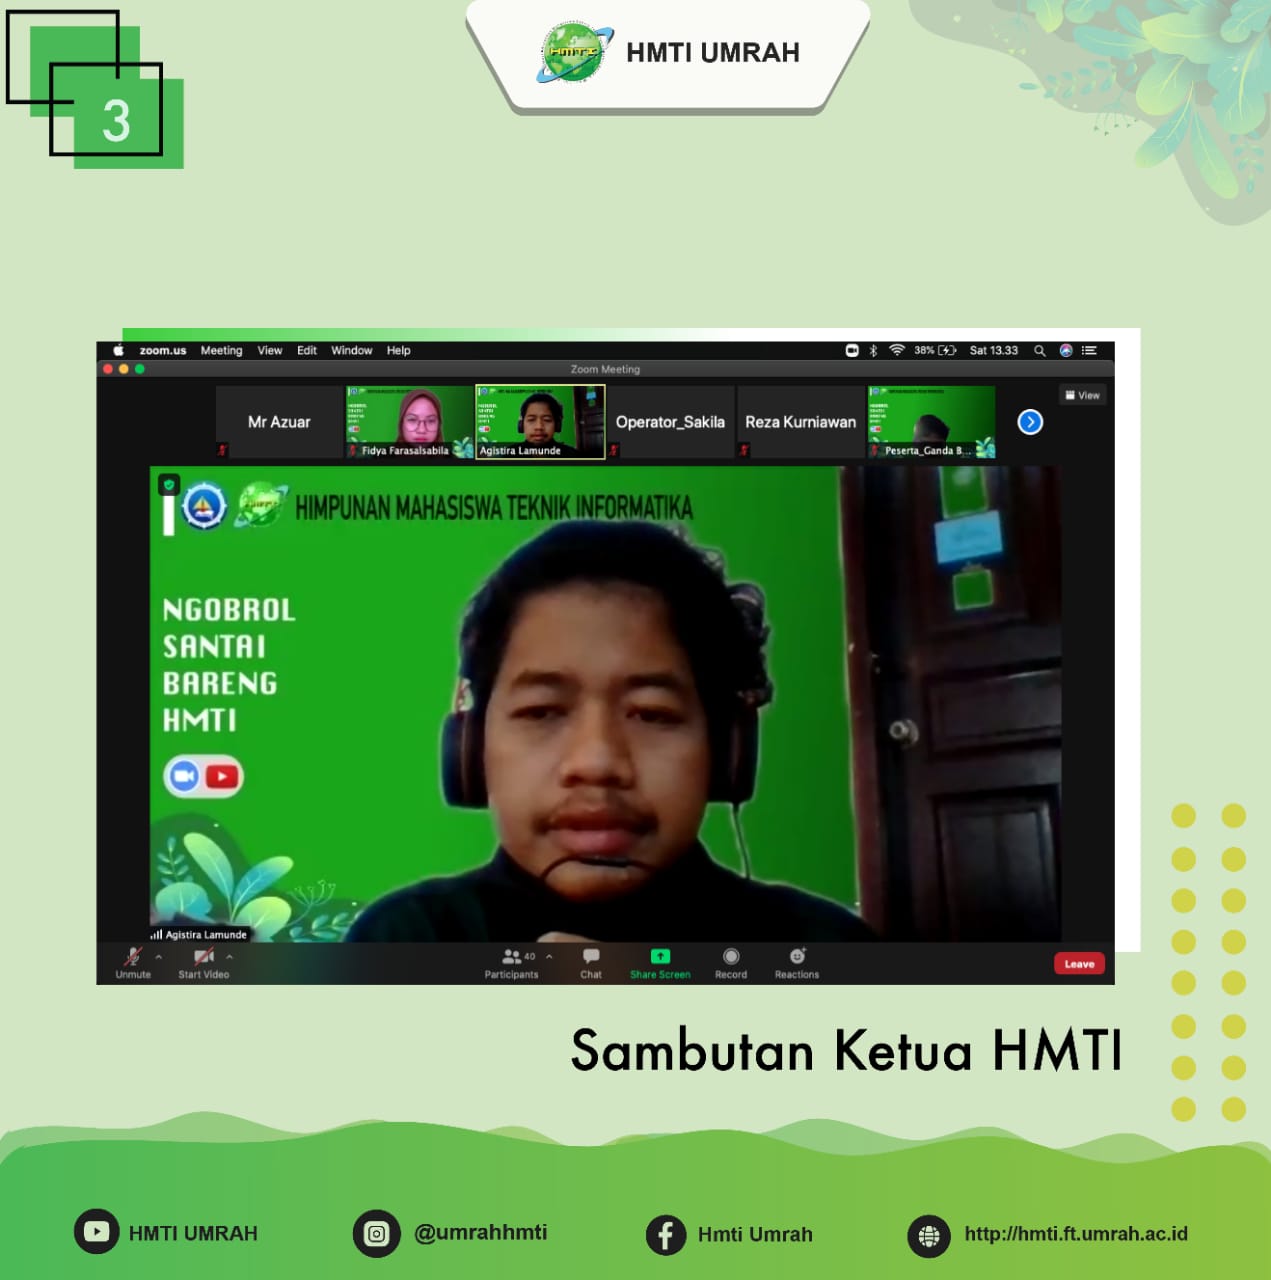 3
HMTI
HMTI UMRAH
zoom.us Meeting View Edit Window Help
38% Sat 13.33
Zoom Meeting
Mr Azuar
Fidya Farasalsabila
Agistira Lamunde
Operator_Sakila
Reza Kurniawan
Peserta_Ganda B...
View
HIMPUNAN MAHASISWA TEKNIK INFORMATIKA
NGOBROL
SANTAI
BARENG
HMTI
Agistira Lamunde
Unmute
Start Video
40
Participants
Chat
Share Screen
Record
Reactions
Leave
Sambutan Ketua HMTI
HMTI UMRAH
@umrahhmti
Hmti Umrah
http://hmti.ft.umrah.ac.id